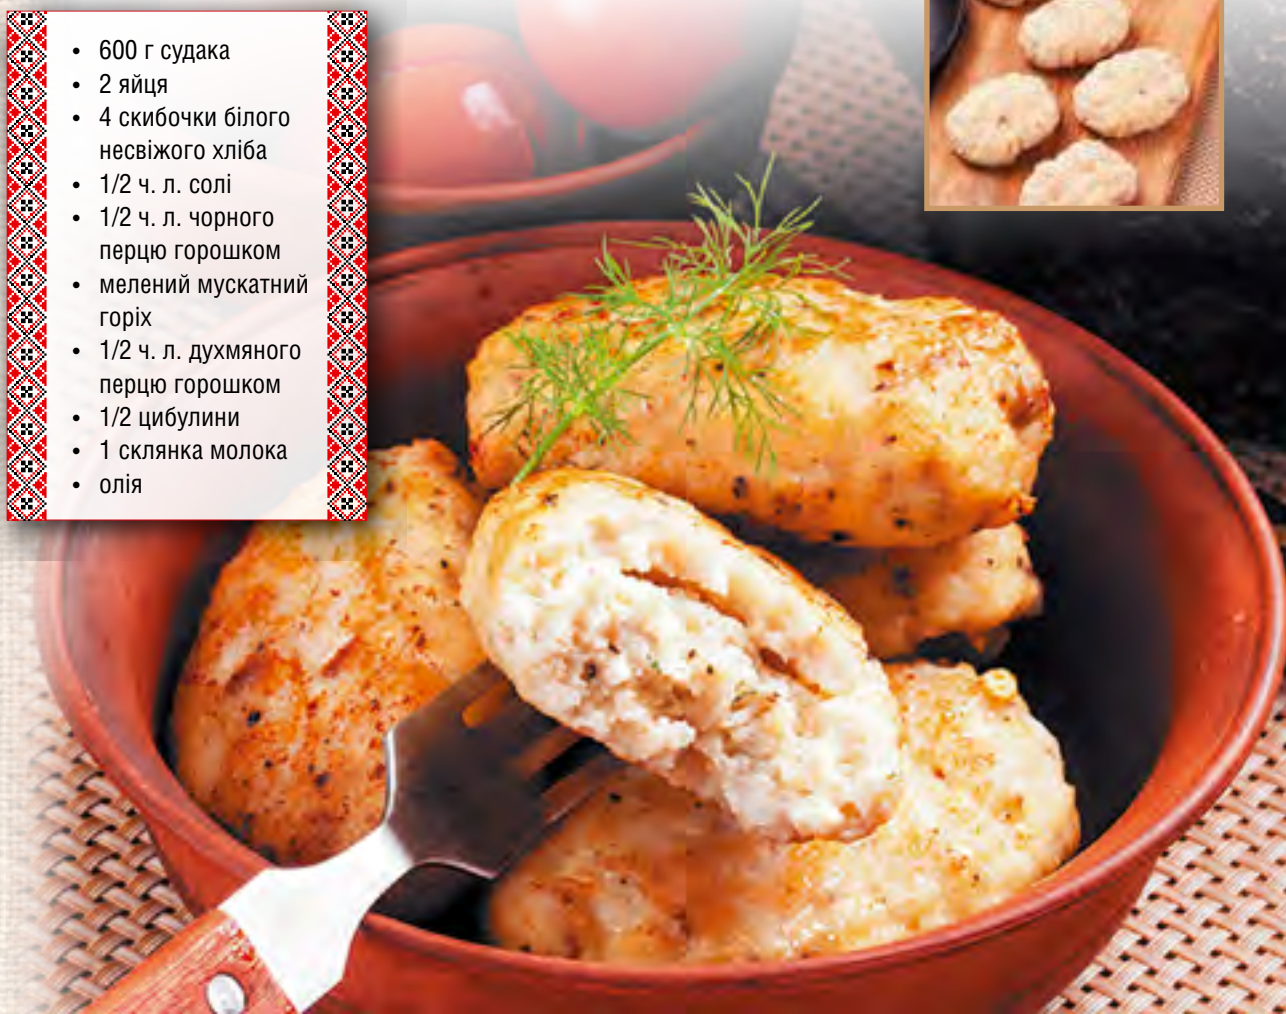 • 600 г судака
• 2 яйця
• 4 скибочки білого
несвіжого хліба
• 1/2 ч. л. солі
• 1/2 ч. л. чорного
перцю горошком
• мелений мускатний
горіх
• 1/2 ч. л. духмяного
перцю горошком
• 1/2 цибулини
• 1 склянка молока
• олія